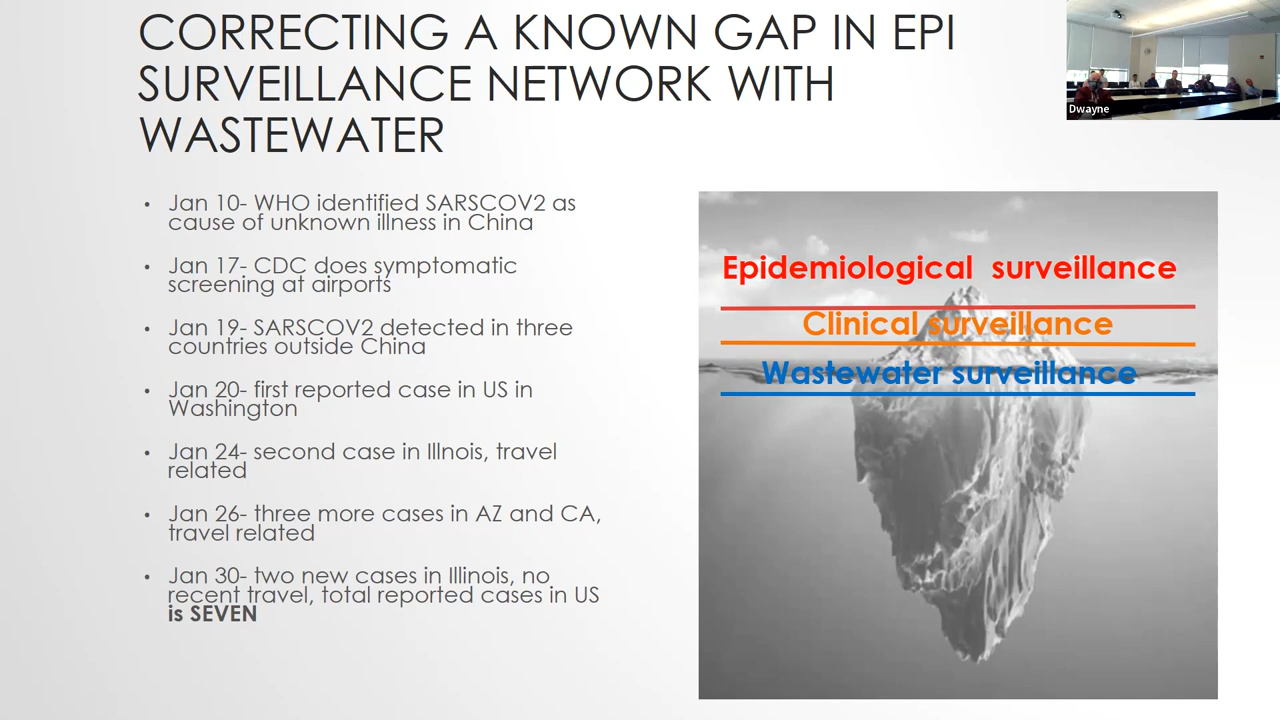 CORRECTING A KNOWN GAP IN EPI
SURVEILLANCE NETWORK WITH
WASTEWATER
Dwayne
• Jan 10- WHO identified SARSCOV2 as
cause of unknown illness in China
• Jan 17- CDC does symptomatic
screening at airports
• Jan 19- SARSCOV2 detected in three
countries outside China
• Jan 20- first reported case in US in
Washington
• Jan 24- second case in Illnois, travel
related
• Jan 26- three more cases in AZ and CA,
travel related
• Jan 30- two new cases in Illinois, no
recent travel, total reported cases in US
is SEVEN
Epidemiological surveillance
Clinical surveillance
Wastewater surveillance